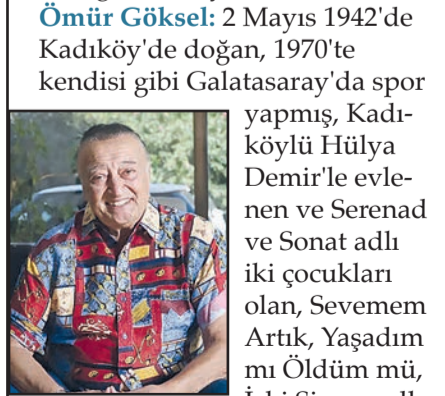 Ömür Göksel: 2 Mayıs 1942'de
Kadıköy'de doğan, 1970'te
kendisi gibi Galatasaray'da spor
yapmış, Kadı-
köylü Hülya
Demir'le evle-
nen ve Serenad
ve Sonat adlı
iki çocukları
olan, Sevemem
Artık, Yaşadım
mı Öldüm mü,